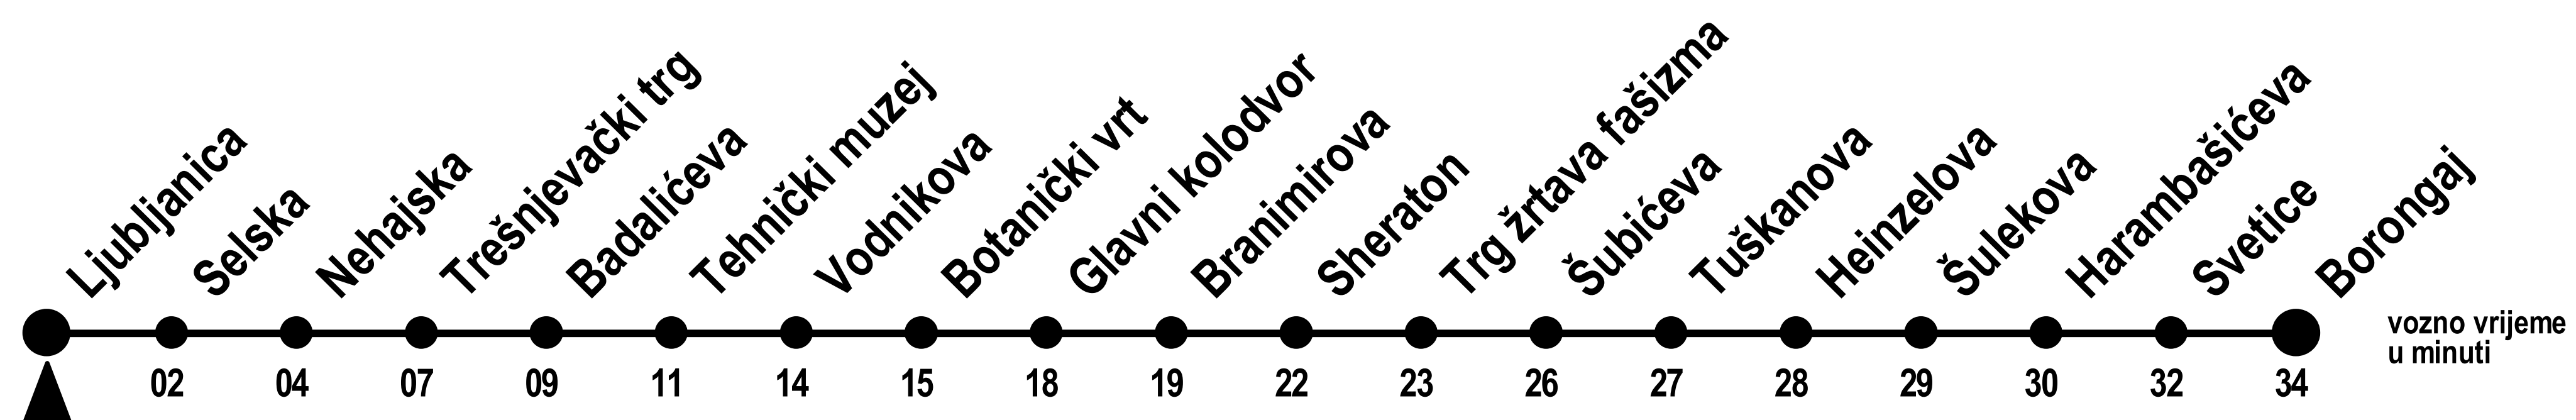 Ljubljanica
Selska
Nehajska
Trešnjevački trg
Badalićeva
Tehnički muzej
Vodnikova
Botanički vrt
Glavni kolodvor
Branimirova
Sheraton
Trg žrtava fašizma
Šubićeva
Tuškanova
Heinzelova
Šulekova
Harambašićeva
Svetice
Borongaj
02 04 07 09 11 14 15 18 19 22 23 26 27 28 29 30 32 34
vozno vrijeme
u minuti